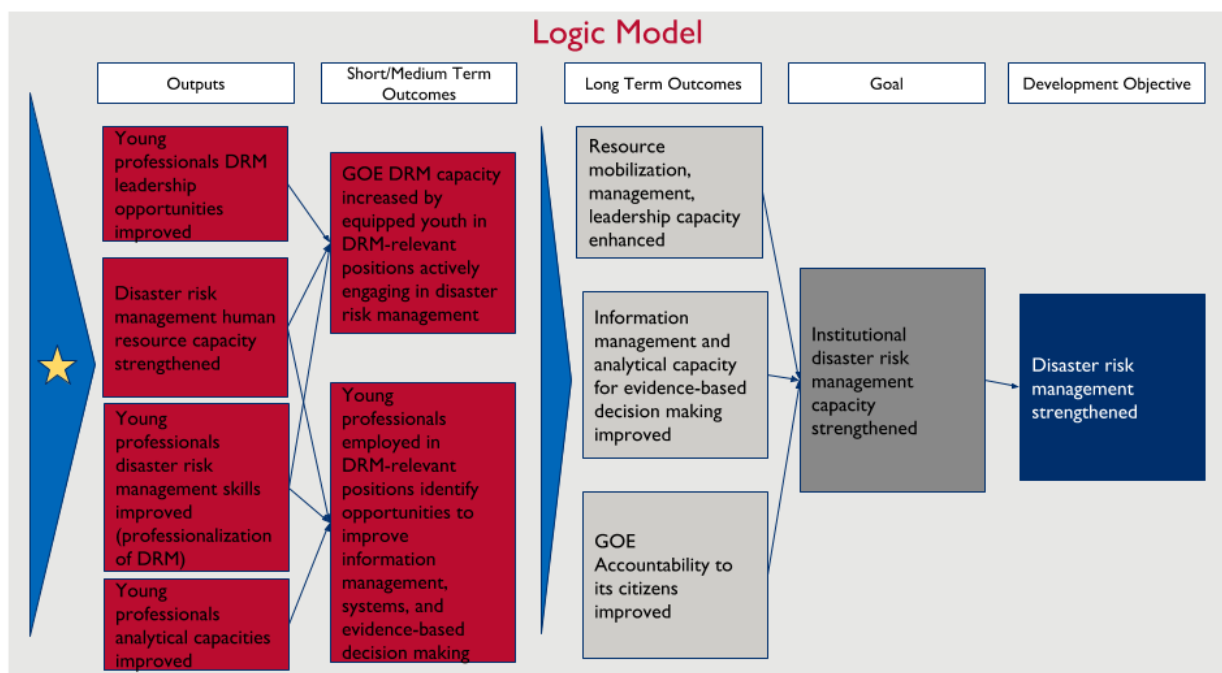 Logic Model
Outputs
Short/Medium Term
Outcomes
Long Term Outcomes
Goal
Development Objective
Young
professionals DRM
leadership
opportunities
improved
Disaster risk
management human
resource capacity
strengthened
Young
professionals
disaster risk
management skills
improved
(professionalization
of DRM)
Young
professionals
analytical capacities
improved
GOE DRM capacity
increased by
equipped youth in
DRM-relevant
positions actively
engaging in disaster
risk management
Young
professionals
employed in
DRM-relevant
positions identify
opportunities to
improve
information
management,
systems, and
evidence-based
decision making
Resource
mobilization,
management,
leadership capacity
enhanced
Information
management and
analytical capacity
for evidence-based
decision making
improved
GOE
Accountability to
its citizens
improved
Institutional
disaster risk
management
capacity
strengthened
Disaster risk
management
strengthened